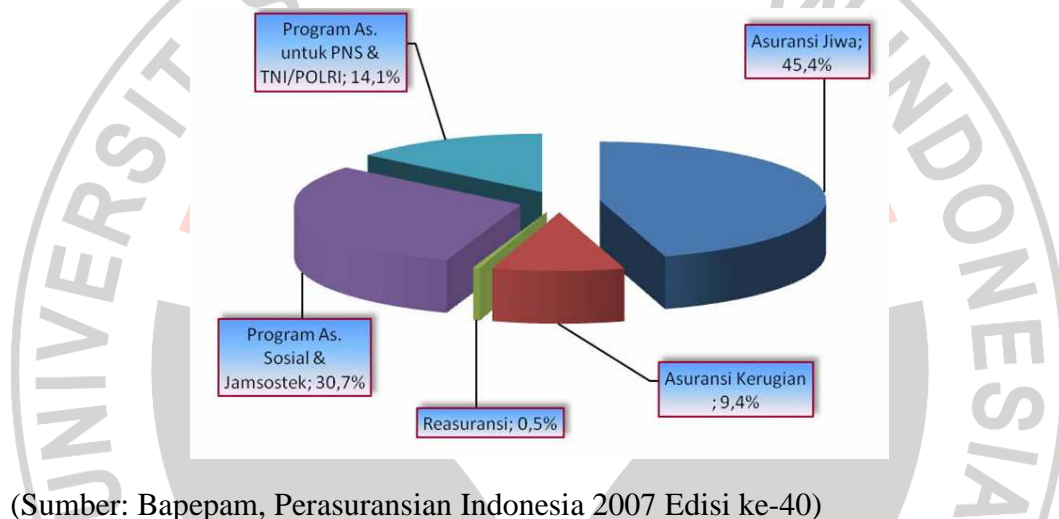 Program As.
untuk PNS &
TNI/POLRI; 14,1%
Asuransi Jiwa;
45,4%
Program As.
Sosial &
Jamsostek; 30,7%
Asuransi Kerugian
; 9,4%
Reasuransi; 0,5%
(Sumber: Bapepam, Perasuransian Indonesia 2007 Edisi ke-40)